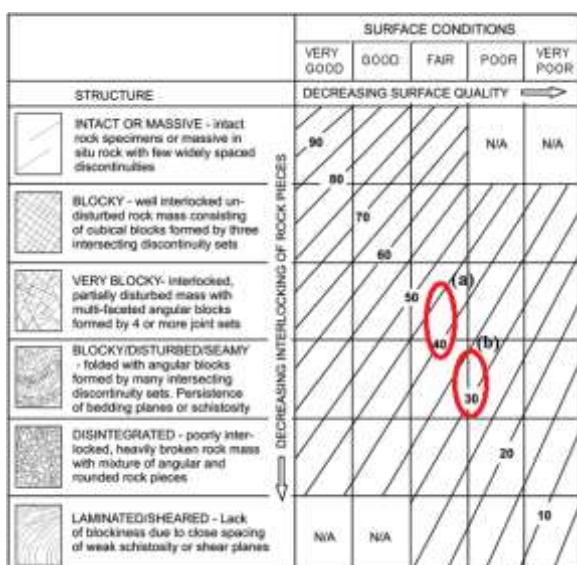 SURFACE CONDITIONS
VERY GOOD
GOOD
FAIR
POOR
VERY POOR
STRUCTURE
DECREASING SURFACE QUALITY
DECREASING INTERLOCKING OF ROCK PIECES
INTACT OR MASSIVE - intact
rock specimens or massive in
situ rock with few widely spaced
discontinuities
90
80
N/A
N/A
BLOCKY - well interlocked un-
disturbed rock mass consisting
of cubical blocks formed by three
intersecting discontinuity sets
70
60
VERY BLOCKY- interlocked,
partially disturbed mass with
multi-faceted angular blocks
formed by 4 or more joint sets
50
(a)
40
BLOCKY/DISTURBED/SEAMY
- folded with angular blocks
formed by many intersecting
discontinuity sets. Persistence
of bedding planes or schistosity
(b)
30
DISINTEGRATED - poorly inter-
locked, heavily broken rock mass
with mixture of angular and
rounded rock pieces
20
LAMINATED/SHEARED - Lack
of blockiness due to close spacing
of weak schistosity or shear planes
N/A
N/A
10